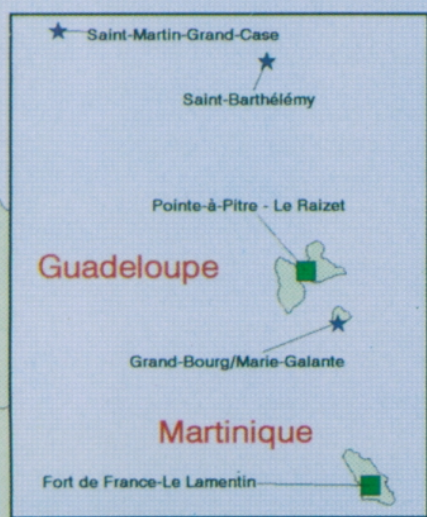 Saint-Martin-Grand-Case
Saint-Barthélémy
Pointe-à-Pitre - Le Raizet
Guadeloupe
Grand-Bourg/Marie-Galante
Martinique
Fort de France-Le Lamentin